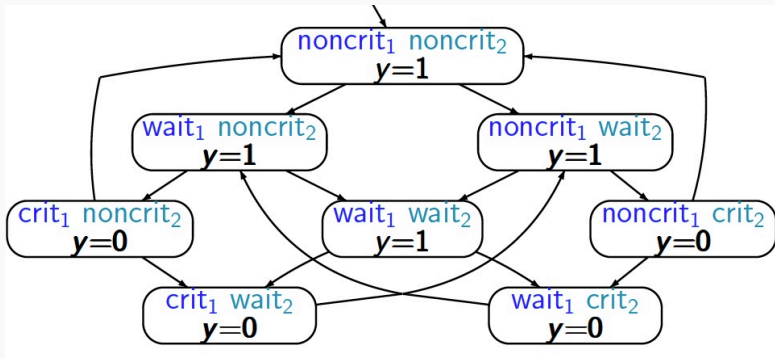 noncrit₁ noncrit₂
y=1
wait₁ noncrit₂
y=1
noncrit₁ wait₂
y=1
crit₁ noncrit₂
y=0
wait₁ wait₂
y=1
noncrit₁ crit₂
y=0
crit₁ wait₂
y=0
wait₁ crit₂
y=0